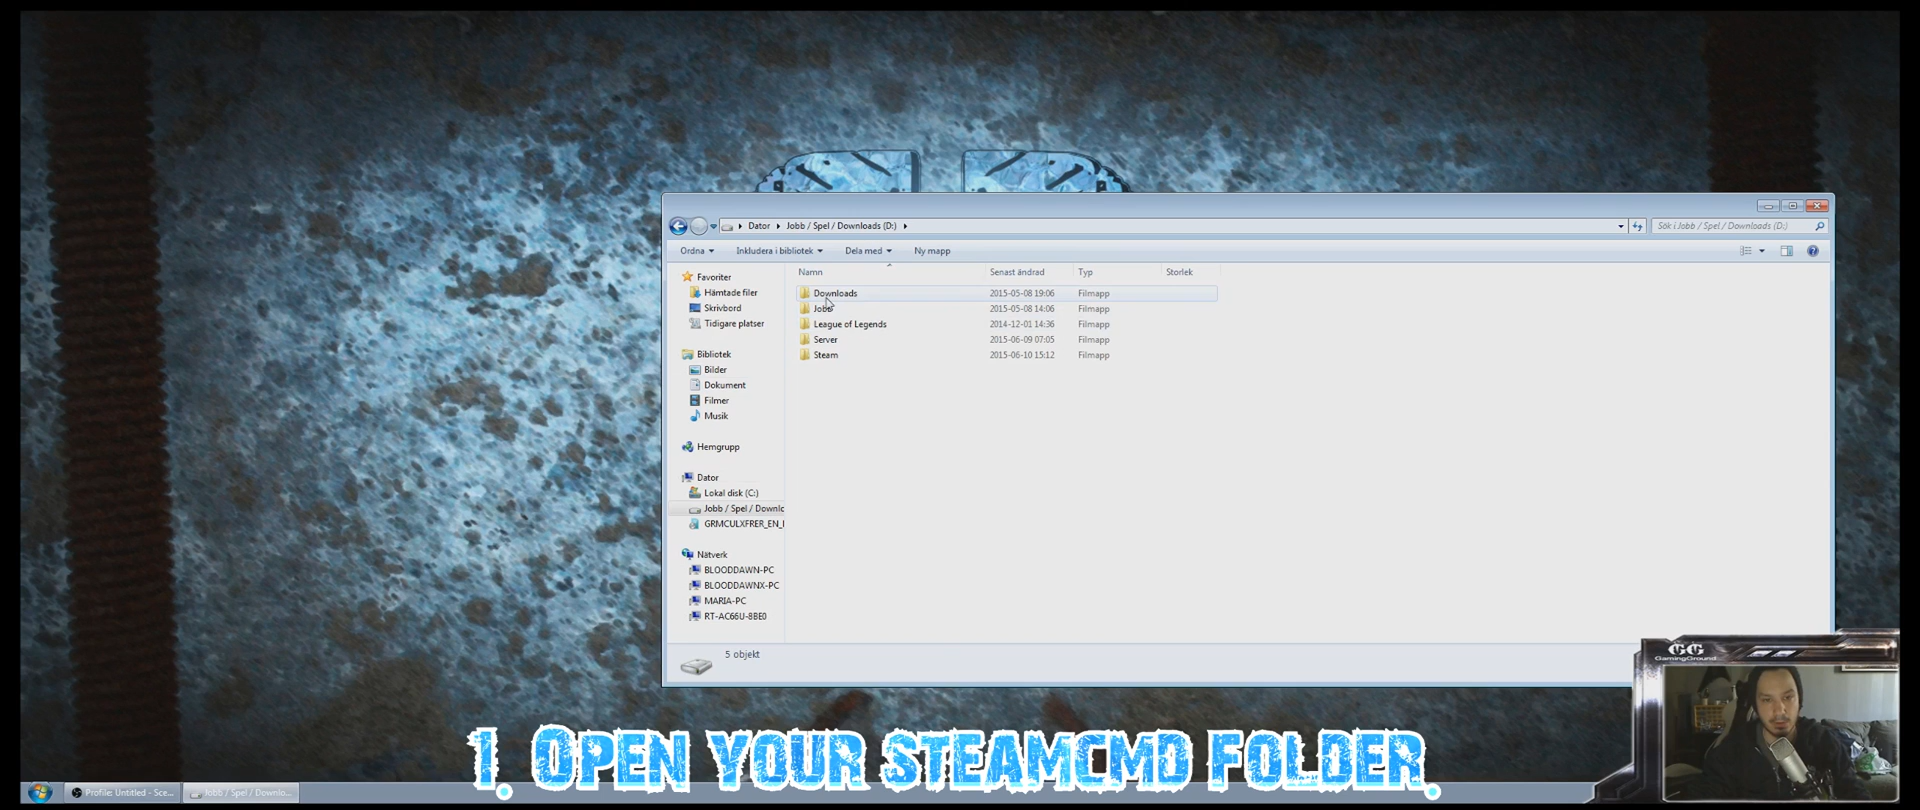 Dator ▸ Jobb / Spel / Downloads (D:) ▸
Sök i Jobb / Spel / Downloads (D:)
Ordna
Inkludera i bibliotek
Dela med
Ny mapp
Namn
Senast ändrad
Typ
Storlek
Favoriter
Hämtade filer
Skrivbord
Tidigare platser
Bibliotek
Bilder
Dokument
Filmer
Musik
Hemgrupp
Dator
Lokal disk (C:)
Jobb / Spel / Downlo
GRMCULXFRER_EN_
Nätverk
BLOODDAWN-PC
BLOODDAWNX-PC
MARIA-PC
RT-AC66U-8BE0
Downloads 2015-05-08 19:06 Filmapp
Jobb 2015-05-08 14:06 Filmapp
League of Legends 2014-12-01 14:36 Filmapp
Server 2015-06-09 07:05 Filmapp
Steam 2015-06-10 15:12 Filmapp
5 objekt
GG
GamingGround
1. Open your steamcmd folder.
Profile: Untitled - Sce...
Jobb / Spel / Downlo...